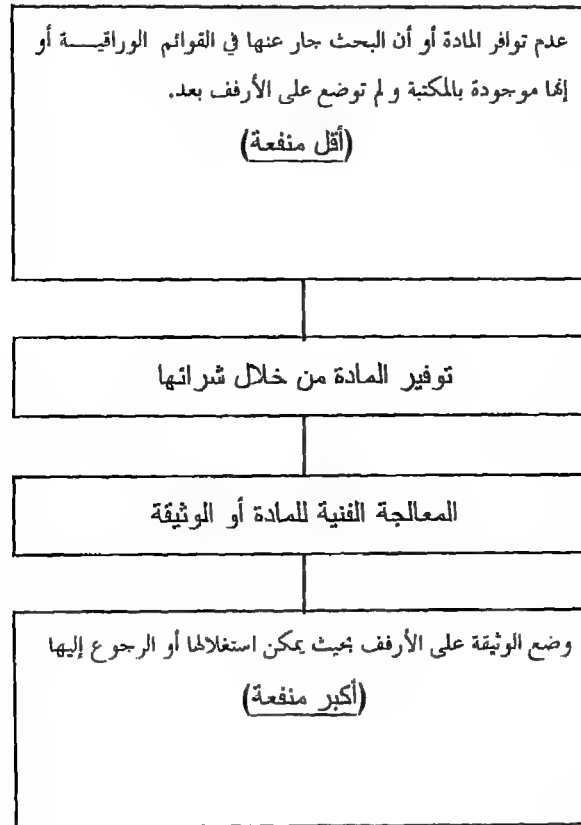 عدم توافر المادة أو أن البحث جار عنها في القوائم الوراقيـــة أو
إنها موجودة بالمكتبة و لم توضع على الأرفف بعد.
(أقل منفعة)
توفير المادة من خلال شرائها
المعالجة الفنية للمادة أو الوثيقة
وضع الوثيقة على الأرفف بحيث يمكن استغلالها أو الرجوع إليها
(أكبر منفعة)